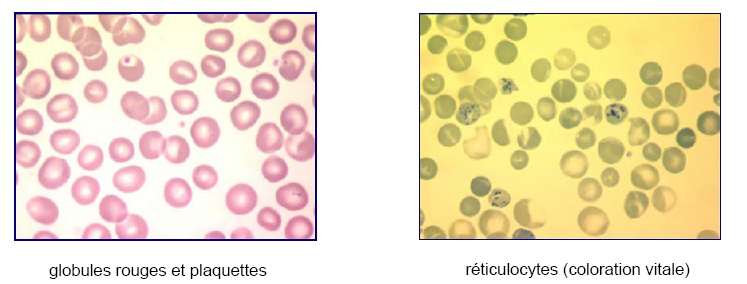 globules rouges et plaquettes
réticulocytes (coloration vitale)